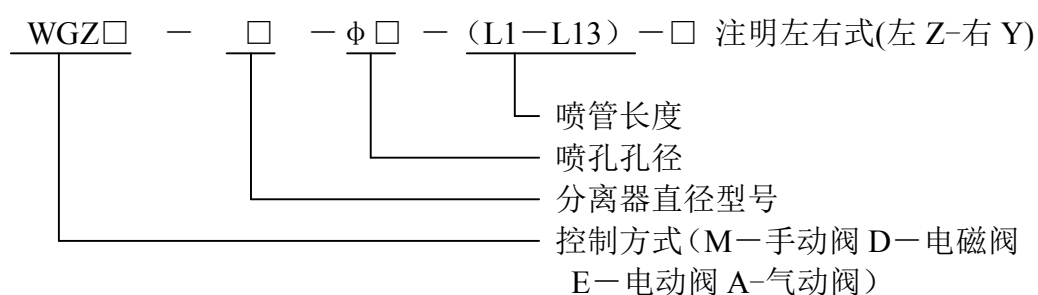 WGZ□ － □ －φ□－（L1－L13）－□ 注明左右式(左 Z-右 Y)
喷管长度
喷孔孔径
分离器直径型号
控制方式（M－手动阀 D－电磁阀
E－电动阀 A-气动阀）